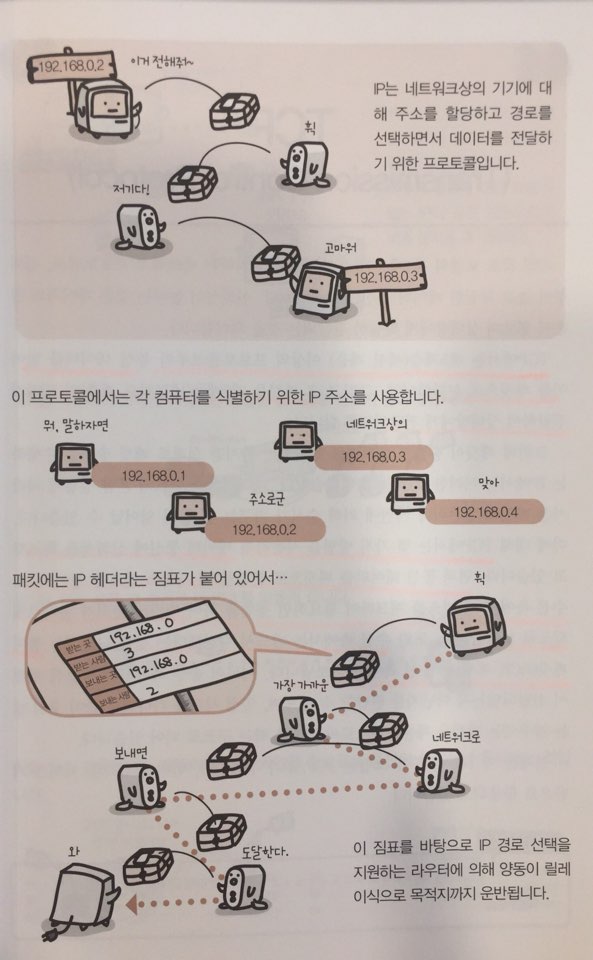 192.168.0.2
이거 전해줘~
휙
저기다!
고마워
192.168.0.3
IP는 네트워크상의 기기에 대
해 주소를 할당하고 경로를
선택하면서 데이터를 전달하
기 위한 프로토콜입니다.
이 프로토콜에서는 각 컴퓨터를 식별하기 위한 IP 주소를 사용합니다.
뭐, 말하자면
192.168.0.1
네트워크상의
192.168.0.3
주소로군
192.168.0.2
맞아
192.168.0.4
패킷에는 IP 헤더라는 짐표가 붙어 있어서…
받는 곳 192.168.0
받는 사람 3
보내는 곳 192.168.0
보내는 사람 2
휙
가장 가까운
네트워크로
보내면
도달한다.
와
이 짐표를 바탕으로 IP 경로 선택을
지원하는 라우터에 의해 양동이 릴레
이식으로 목적지까지 운반됩니다.